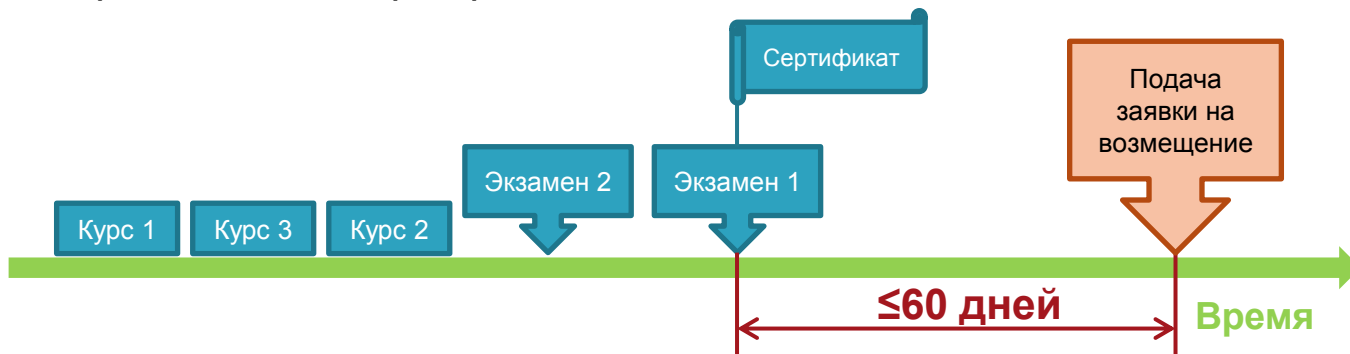 Сертификат
Подача
заявки на
возмещение
Экзамен 2
Экзамен 1
Курс 1
Курс 3
Курс 2
≤60 дней
Время